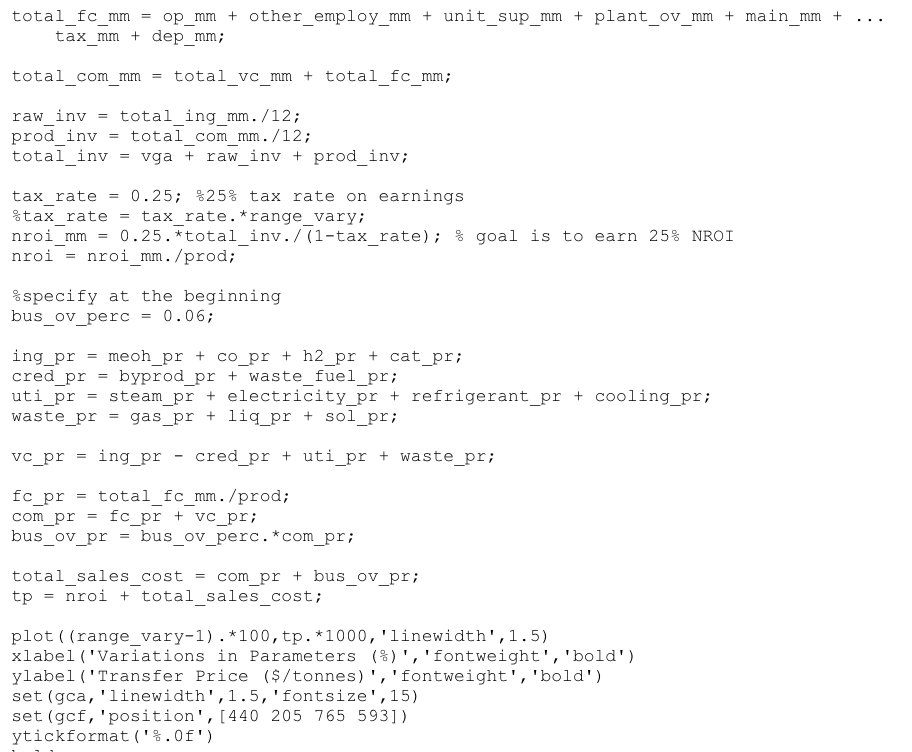 total_fc_mm = op_mm + other_employ_mm + unit_sup_mm + plant_ov_mm + main_mm + ...
    tax_mm + dep_mm;

total_com_mm = total_vc_mm + total_fc_mm;

raw_inv = total_ing_mm./12;
prod_inv = total_com_mm./12;
total_inv = vga + raw_inv + prod_inv;

tax_rate = 0.25; %25% tax rate on earnings
%tax_rate = tax_rate.*range_vary;
nroi_mm = 0.25.*total_inv./(1-tax_rate); % goal is to earn 25% NROI
nroi = nroi_mm./prod;

%specify at the beginning
bus_ov_perc = 0.06;

ing_pr = meoh_pr + co_pr + h2_pr + cat_pr;
cred_pr = byprod_pr + waste_fuel_pr;
uti_pr = steam_pr + electricity_pr + refrigerant_pr + cooling_pr;
waste_pr = gas_pr + liq_pr + sol_pr;

vc_pr = ing_pr - cred_pr + uti_pr + waste_pr;

fc_pr = total_fc_mm./prod;
com_pr = fc_pr + vc_pr;
bus_ov_pr = bus_ov_perc.*com_pr;

total_sales_cost = com_pr + bus_ov_pr;
tp = nroi + total_sales_cost;

plot((range_vary-1).*100,tp.*1000,'linewidth',1.5)
xlabel('Variations in Parameters (%)','fontweight','bold')
ylabel('Transfer Price ($/tonnes)','fontweight','bold')
set(gca,'linewidth',1.5,'fontsize',15)
set(gcf,'position',[440 205 765 593])
ytickformat('%.0f')